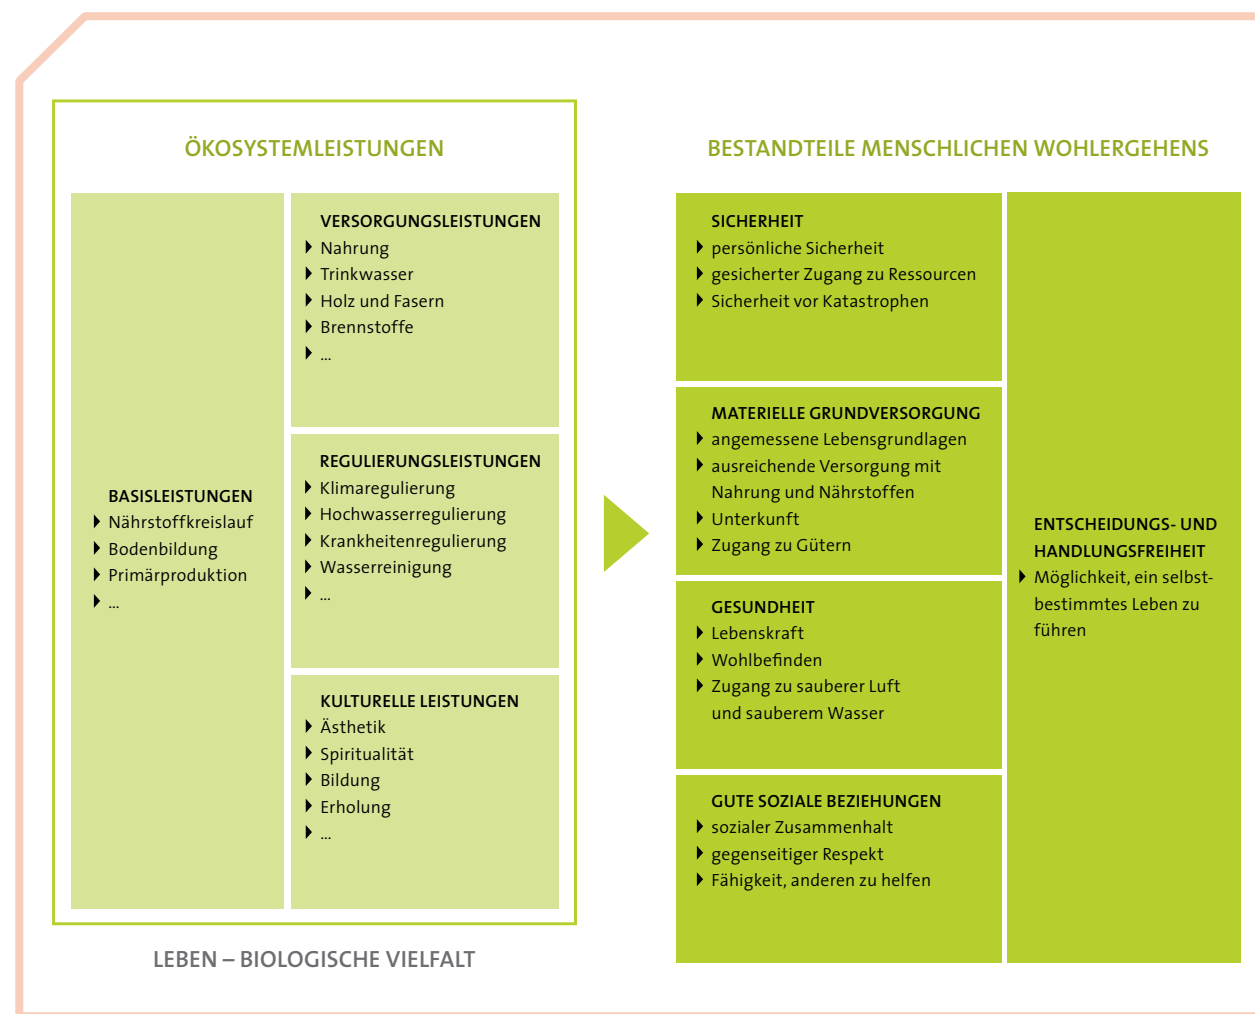 ÖKOSYSTEMLEISTUNGEN
BASISLEISTUNGEN
Nährstoffkreislauf
Bodenbildung
Primärproduktion
...
VERSORGUNGSLEISTUNGEN
Nahrung
Trinkwasser
Holz und Fasern
Brennstoffe
...
REGULIERUNGSLEISTUNGEN
Klimaregulierung
Hochwasserregulierung
Krankheitenregulierung
Wasserreinigung
...
KULTURELLE LEISTUNGEN
Ästhetik
Spiritualität
Bildung
Erholung
...
LEBEN – BIOLOGISCHE VIELFALT
BESTANDTEILE MENSCHLICHEN WOHLERGEHENS
SICHERHEIT
persönliche Sicherheit
gesicherter Zugang zu Ressourcen
Sicherheit vor Katastrophen
MATERIELLE GRUNDVERSORGUNG
angemessene Lebensgrundlagen
ausreichende Versorgung mit
Nahrung und Nährstoffen
Unterkunft
Zugang zu Gütern
GESUNDHEIT
Lebenskraft
Wohlbefinden
Zugang zu sauberer Luft
und sauberem Wasser
GUTE SOZIALE BEZIEHUNGEN
sozialer Zusammenhalt
gegenseitiger Respekt
Fähigkeit, anderen zu helfen
ENTSCHEIDUNGS- UND
HANDLUNGSFREIHEIT
Möglichkeit, ein selbst-
bestimmtes Leben zu
führen